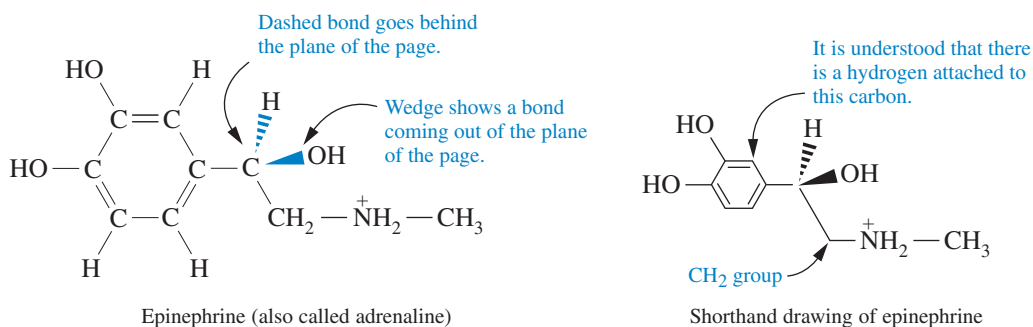 Dashed bond goes behind
the plane of the page.
HO
H
H
C
C
Wedge shows a bond
coming out of the plane
of the page.
HO
C
C
C
OH
C
C
CH₂
+
NH₂
CH₃
H
H
Epinephrine (also called adrenaline)
It is understood that there
is a hydrogen attached to
this carbon.
HO
H
HO
OH
+
NH₂
CH₃
CH₂ group
Shorthand drawing of epinephrine